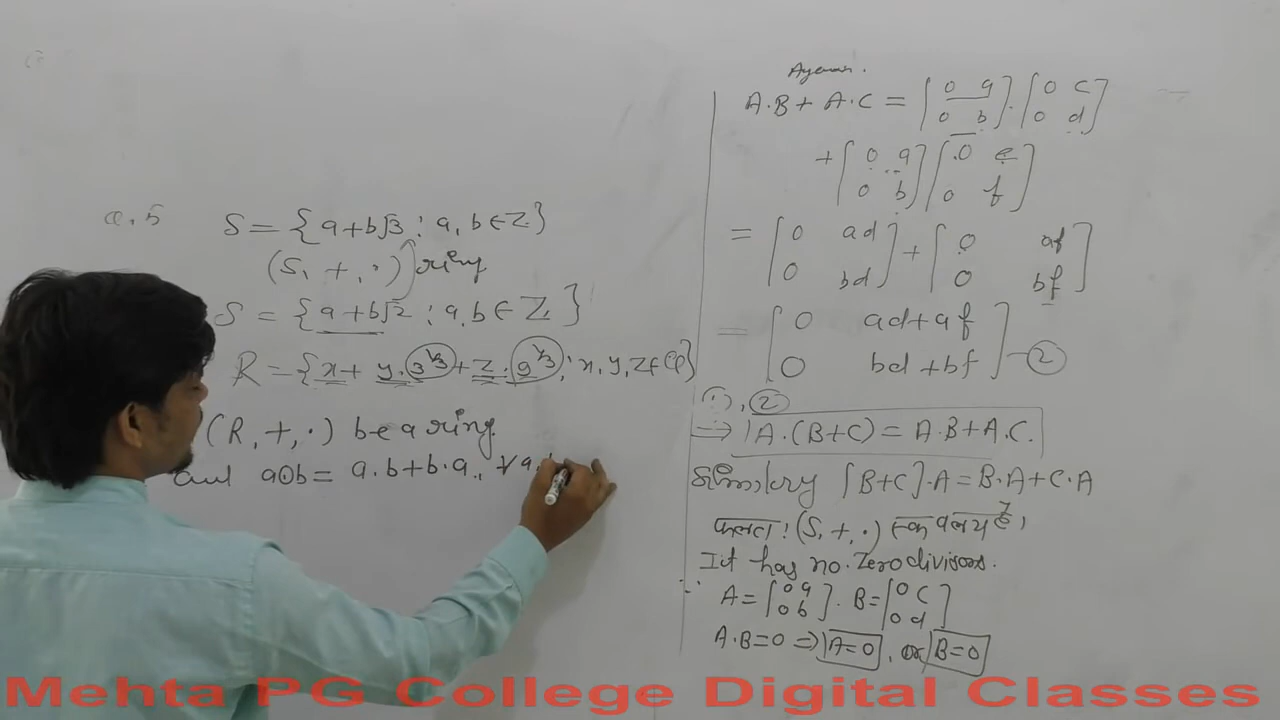 a, b
S = {a+b√3 : a, b ∈ Z}
(S, +, ·) ring
S = {a+b√2 : a, b ∈ Z}
R = {x + y·3^1/3 + z·9^1/3 : x, y, z ∈ Q}
(R, +, ·) be a ring
and a⊙b = a·b+b·a, ∀ a,
A·B + A·C = [0 a; 0 b]·[0 c; 0 d]
+ [0 a; 0 b] [0 e; 0 f]
= [0 ad; 0 bd] + [0 af; 0 bf]
= [0 ad+af; 0 bd+bf] — ②
①, ②
⇒ A·(B+C) = A·B+A·C.
[B+C]·A = B·A+C·A
फलतः (S, +, ·) एक वलय है।
It has no zero divisors.
∵ A = [0 a; 0 b] · B = [0 c; 0 d]
A·B=0 ⇒ A=0, or B=0
Mehta PG College Digital Classes